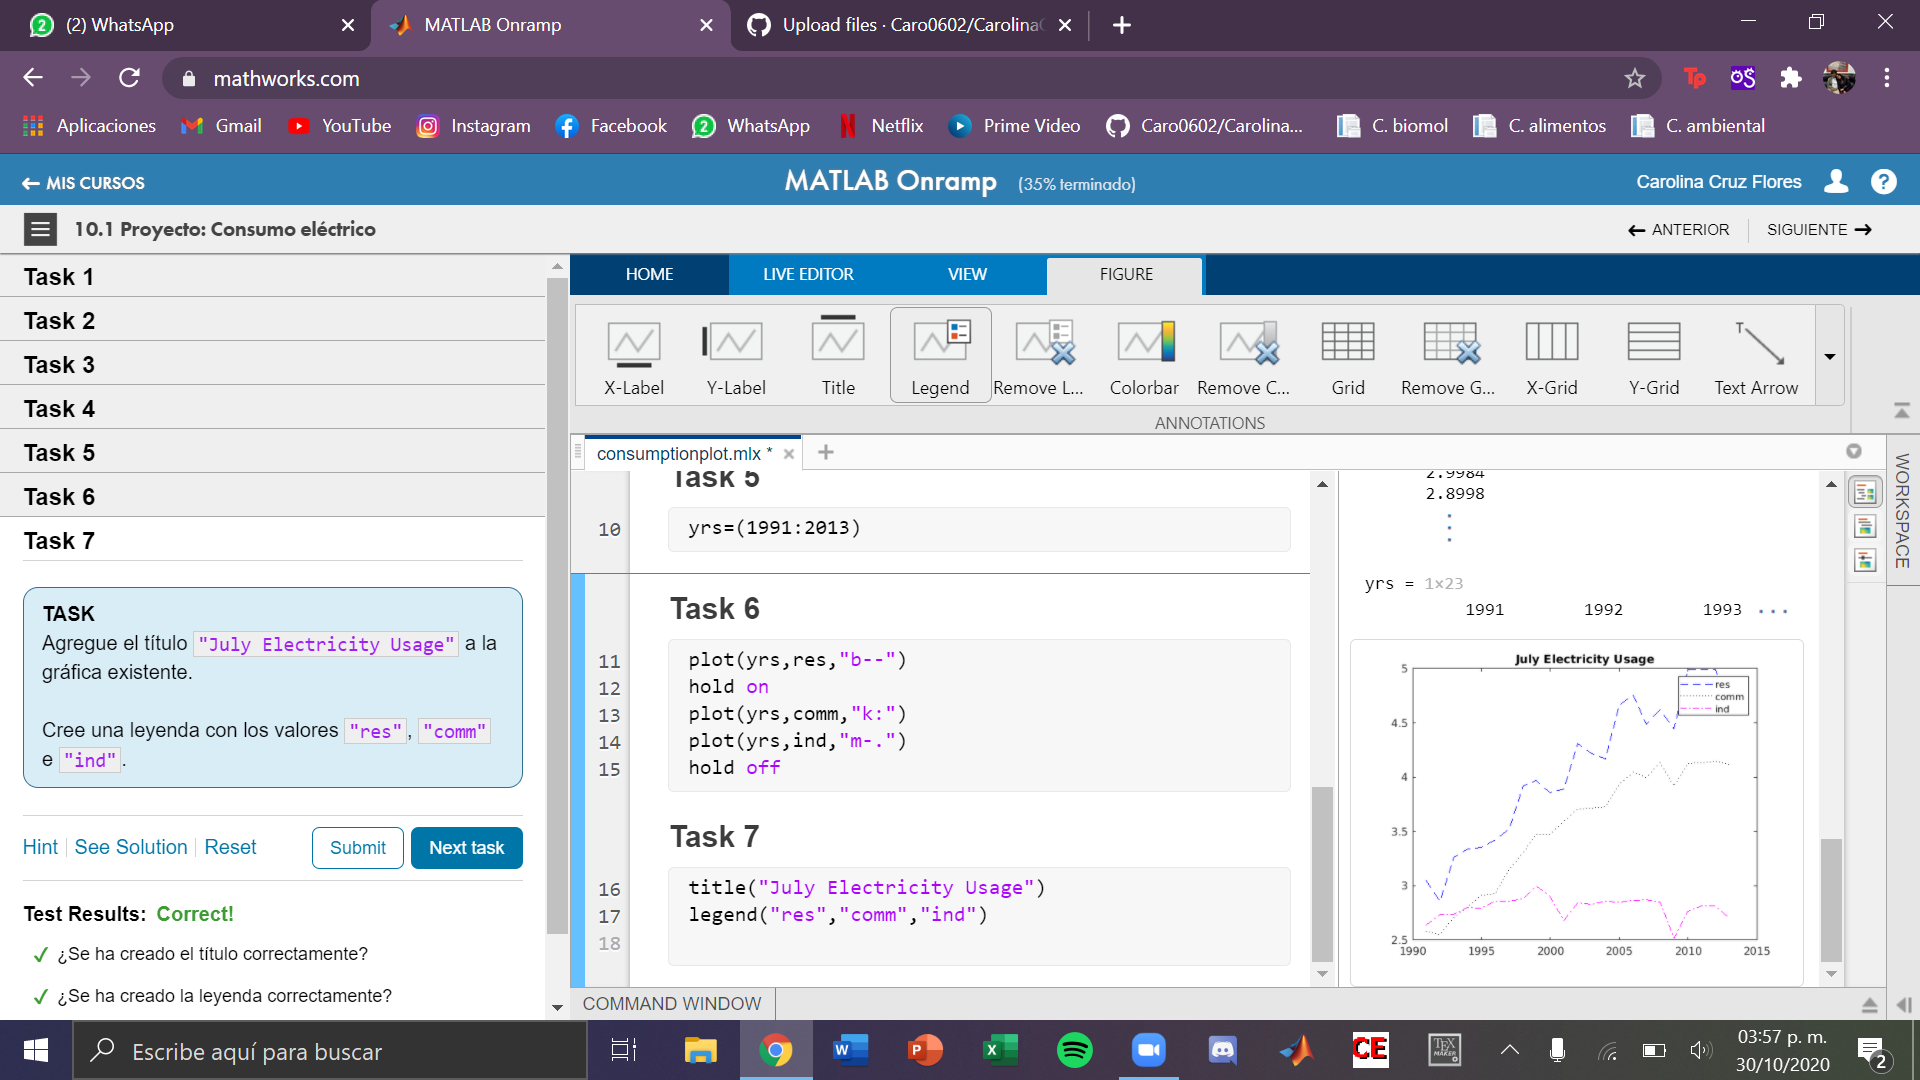 (2) WhatsApp
MATLAB Onramp
Upload files · Caro0602/Carolina
mathworks.com
Aplicaciones
Gmail
YouTube
Instagram
Facebook
WhatsApp
Netflix
Prime Video
Caro0602/Carolina...
C. biomol
C. alimentos
C. ambiental
MIS CURSOS
MATLAB Onramp (35% terminado)
Carolina Cruz Flores
10.1 Proyecto: Consumo eléctrico
ANTERIOR
SIGUIENTE
Task 1
Task 2
Task 3
Task 4
Task 5
Task 6
Task 7
TASK
Agregue el título "July Electricity Usage" a la
gráfica existente.
Cree una leyenda con los valores "res", "comm"
e "ind".
Hint
See Solution
Reset
Submit
Next task
Test Results: Correct!
¿Se ha creado el título correctamente?
¿Se ha creado la leyenda correctamente?
HOME
LIVE EDITOR
VIEW
FIGURE
X-Label
Y-Label
Title
Legend
Remove L...
Colorbar
Remove C...
Grid
Remove G...
X-Grid
Y-Grid
Text Arrow
ANNOTATIONS
consumptionplot.mlx *
Task 5
10 yrs=(1991:2013)
Task 6
11 plot(yrs,res,"b--")
12 hold on
13 plot(yrs,comm,"k:")
14 plot(yrs,ind,"m-.")
15 hold off
Task 7
16 title("July Electricity Usage")
17 legend("res","comm","ind")
18
2.9984
2.8998
yrs = 1×23
1991 1992 1993 ...
July Electricity Usage
res
comm
ind
5
4.5
4
3.5
3
2.5
1990 1995 2000 2005 2010 2015
WORKSPACE
COMMAND WINDOW
Escribe aquí para buscar
CE
TEX
MAKER
03:57 p. m.
30/10/2020
2